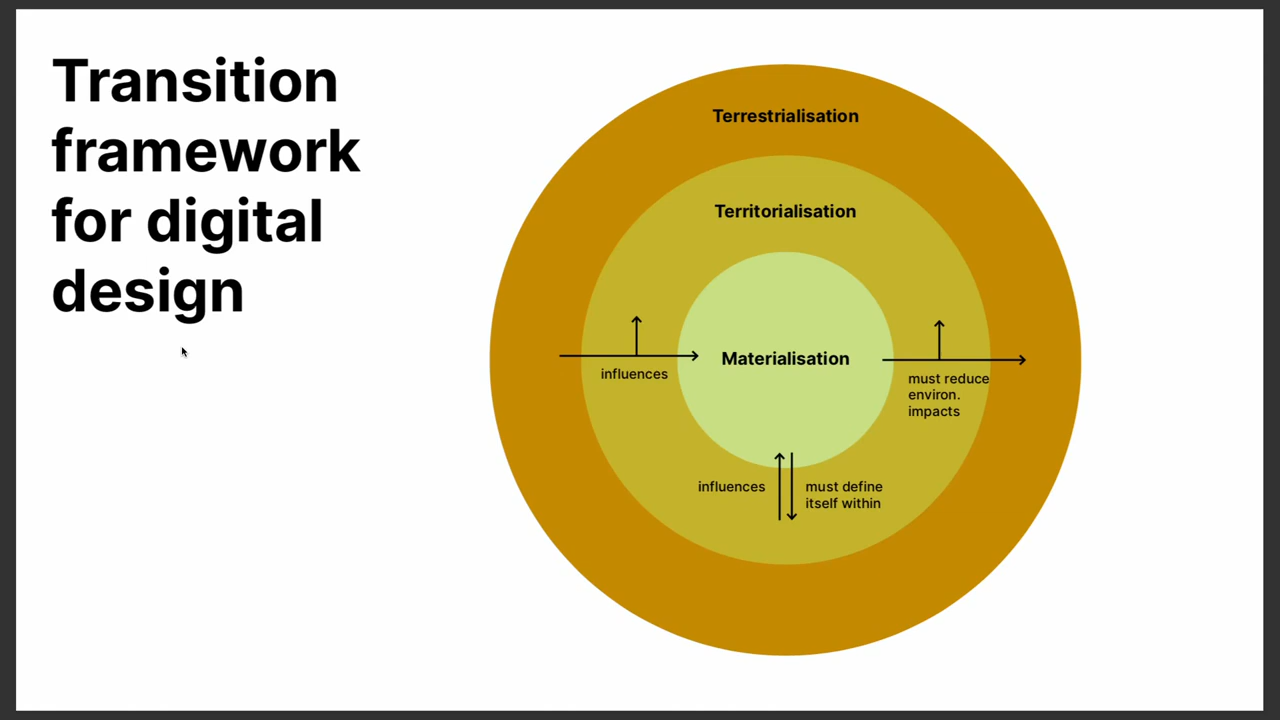 Transition
framework
for digital
design
Terrestrialisation
Territorialisation
Materialisation
influences
must reduce
environ.
impacts
influences
must define
itself within